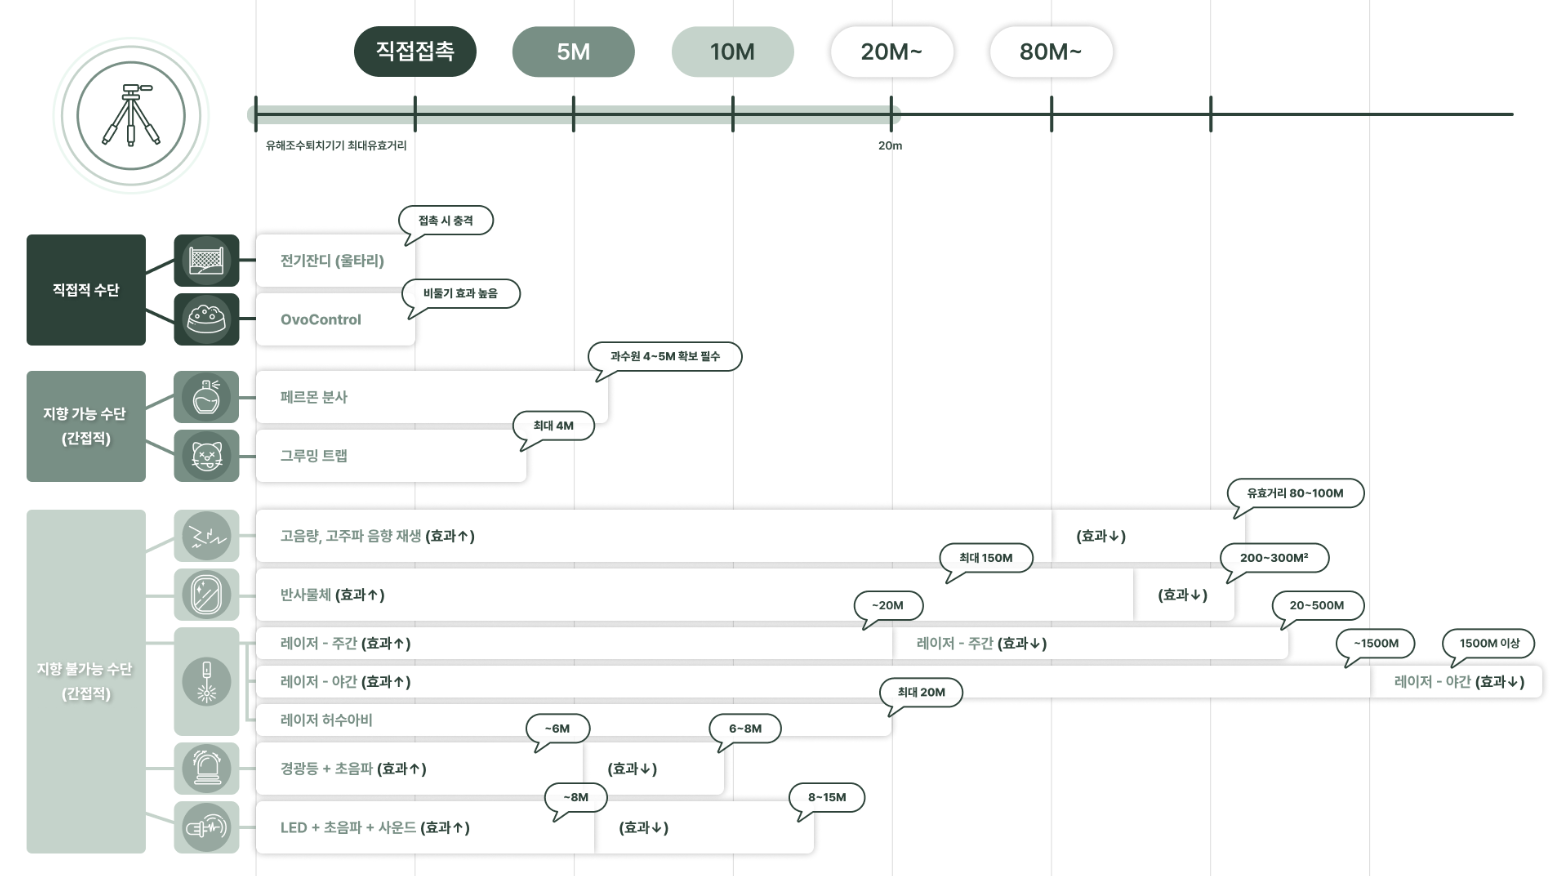 직접접촉
5M
10M
20M~
80M~
유해조수퇴치기기 최대유효거리
20m
접촉 시 충격
전기잔디 (울타리)
직접적 수단
비둘기 효과 높음
OvoControl
과수원 4~5M 확보 필수
페르몬 분사
지향 가능 수단
(간접적)
최대 4M
그루밍 트랩
유효거리 80~100M
고음량, 고주파 음향 재생 (효과↑)
(효과↓)
최대 150M
200~300M²
반사물체 (효과↑)
(효과↓)
~20M
20~500M
레이저 - 주간 (효과↑)
레이저 - 주간 (효과↓)
~1500M
1500M 이상
지향 불가능 수단
(간접적)
레이저 - 야간 (효과↑)
레이저 - 야간 (효과↓)
최대 20M
레이저 허수아비
~6M
6~8M
경광등 + 초음파 (효과↑)
(효과↓)
~8M
8~15M
LED + 초음파 + 사운드 (효과↑)
(효과↓)